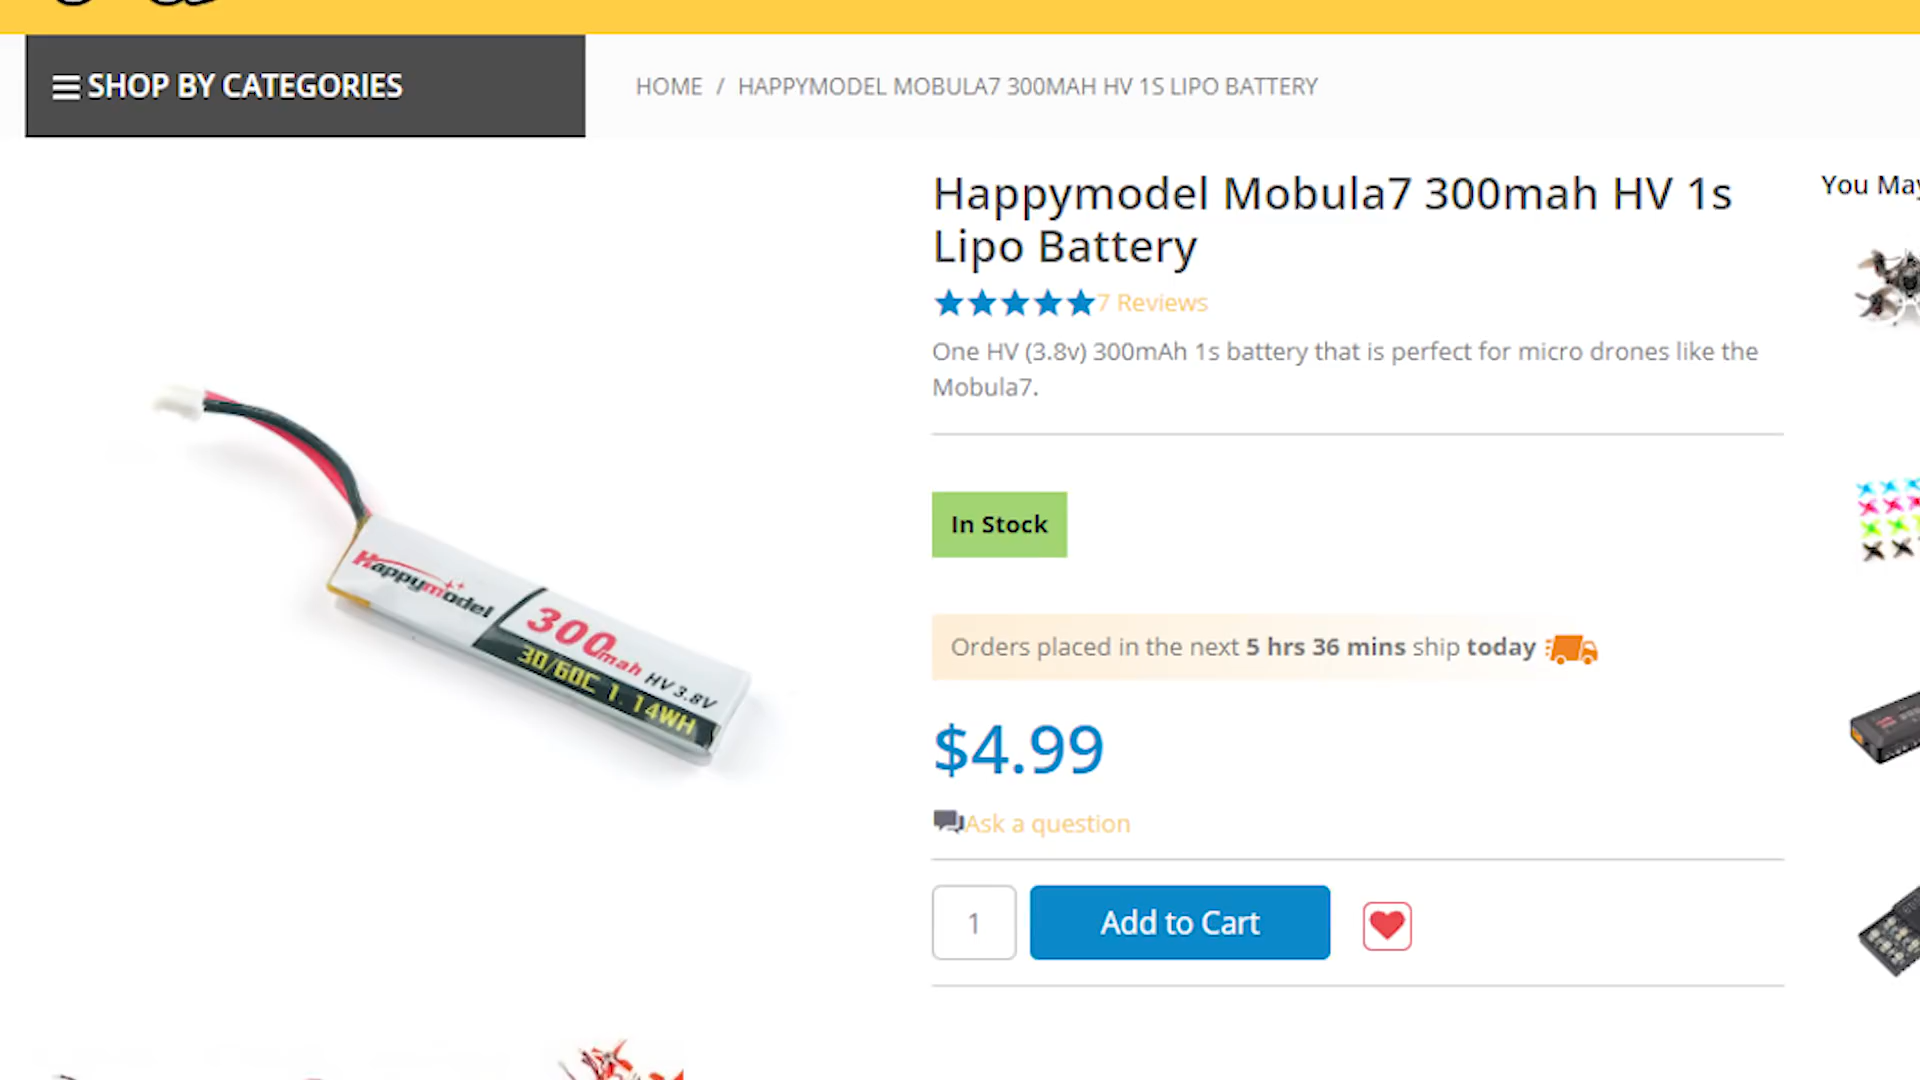 SHOP BY CATEGORIES
HOME / HAPPYMODEL MOBULA7 300MAH HV 1S LIPO BATTERY
Happymodel Mobula7 300mah HV 1s
Lipo Battery
7 Reviews
One HV (3.8v) 300mAh 1s battery that is perfect for micro drones like the
Mobula7.
In Stock
Orders placed in the next 5 hrs 36 mins ship today
$4.99
Ask a question
1
Add to Cart
You May
Happymodel
300mah HV 3.8V
30/60C 1.14WH